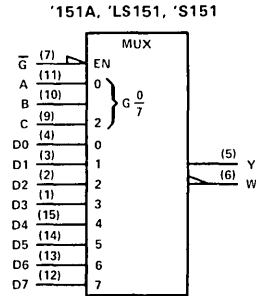 '151A, 'LS151, 'S151
MUX
G̅ (7) EN
A (11) 0
B (10)
G 0/7
C (9) 2
D0 (4) 0
D1 (3) 1 (5) Y
D2 (2) 2 (6) W
D3 (1) 3
D4 (15) 4
D5 (14) 5
D6 (13) 6
D7 (12) 7